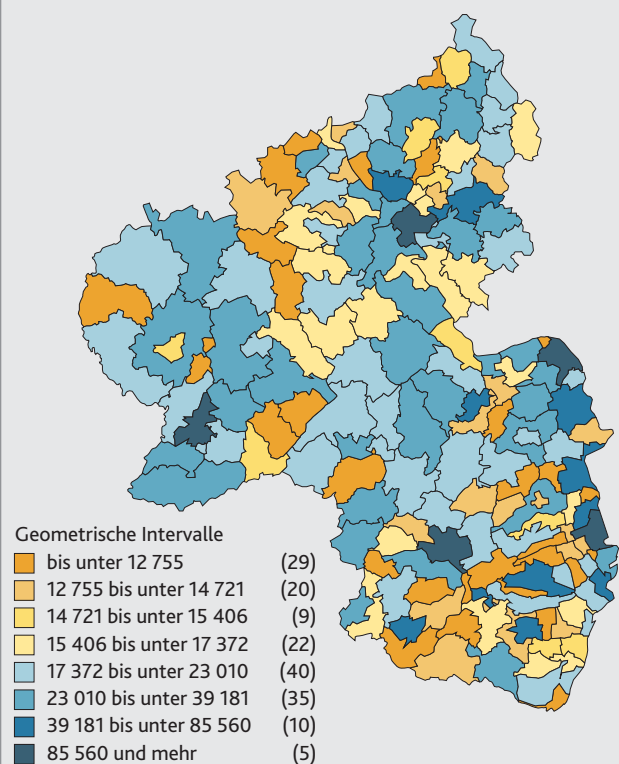 Geometrische Intervalle
bis unter 12 755 (29)
12 755 bis unter 14 721 (20)
14 721 bis unter 15 406 (9)
15 406 bis unter 17 372 (22)
17 372 bis unter 23 010 (40)
23 010 bis unter 39 181 (35)
39 181 bis unter 85 560 (10)
85 560 und mehr (5)